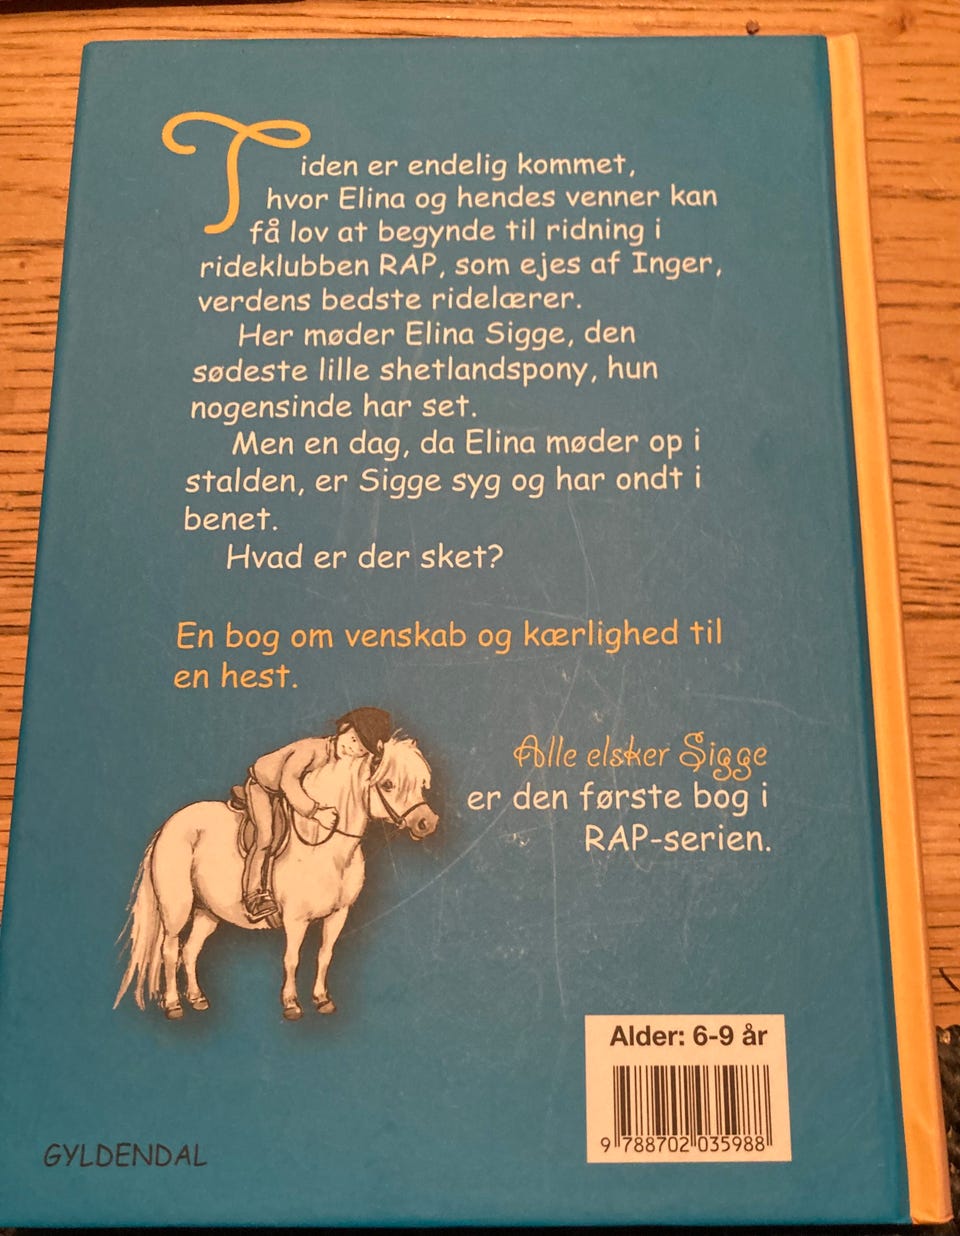 Tiden er endelig kommet,
hvor Elina og hendes venner kan
få lov at begynde til ridning i
rideklubben RAP, som ejes af Inger,
verdens bedste ridelærer.
Her møder Elina Sigge, den
sødeste lille shetlandspony, hun
nogensinde har set.
Men en dag, da Elina møder op i
stalden, er Sigge syg og har ondt i
benet.
Hvad er der sket?
En bog om venskab og kærlighed til
en hest.
Alle elsker Sigge
er den første bog i
RAP-serien.
Alder: 6-9 år
9 788702 035988
GYLDENDAL